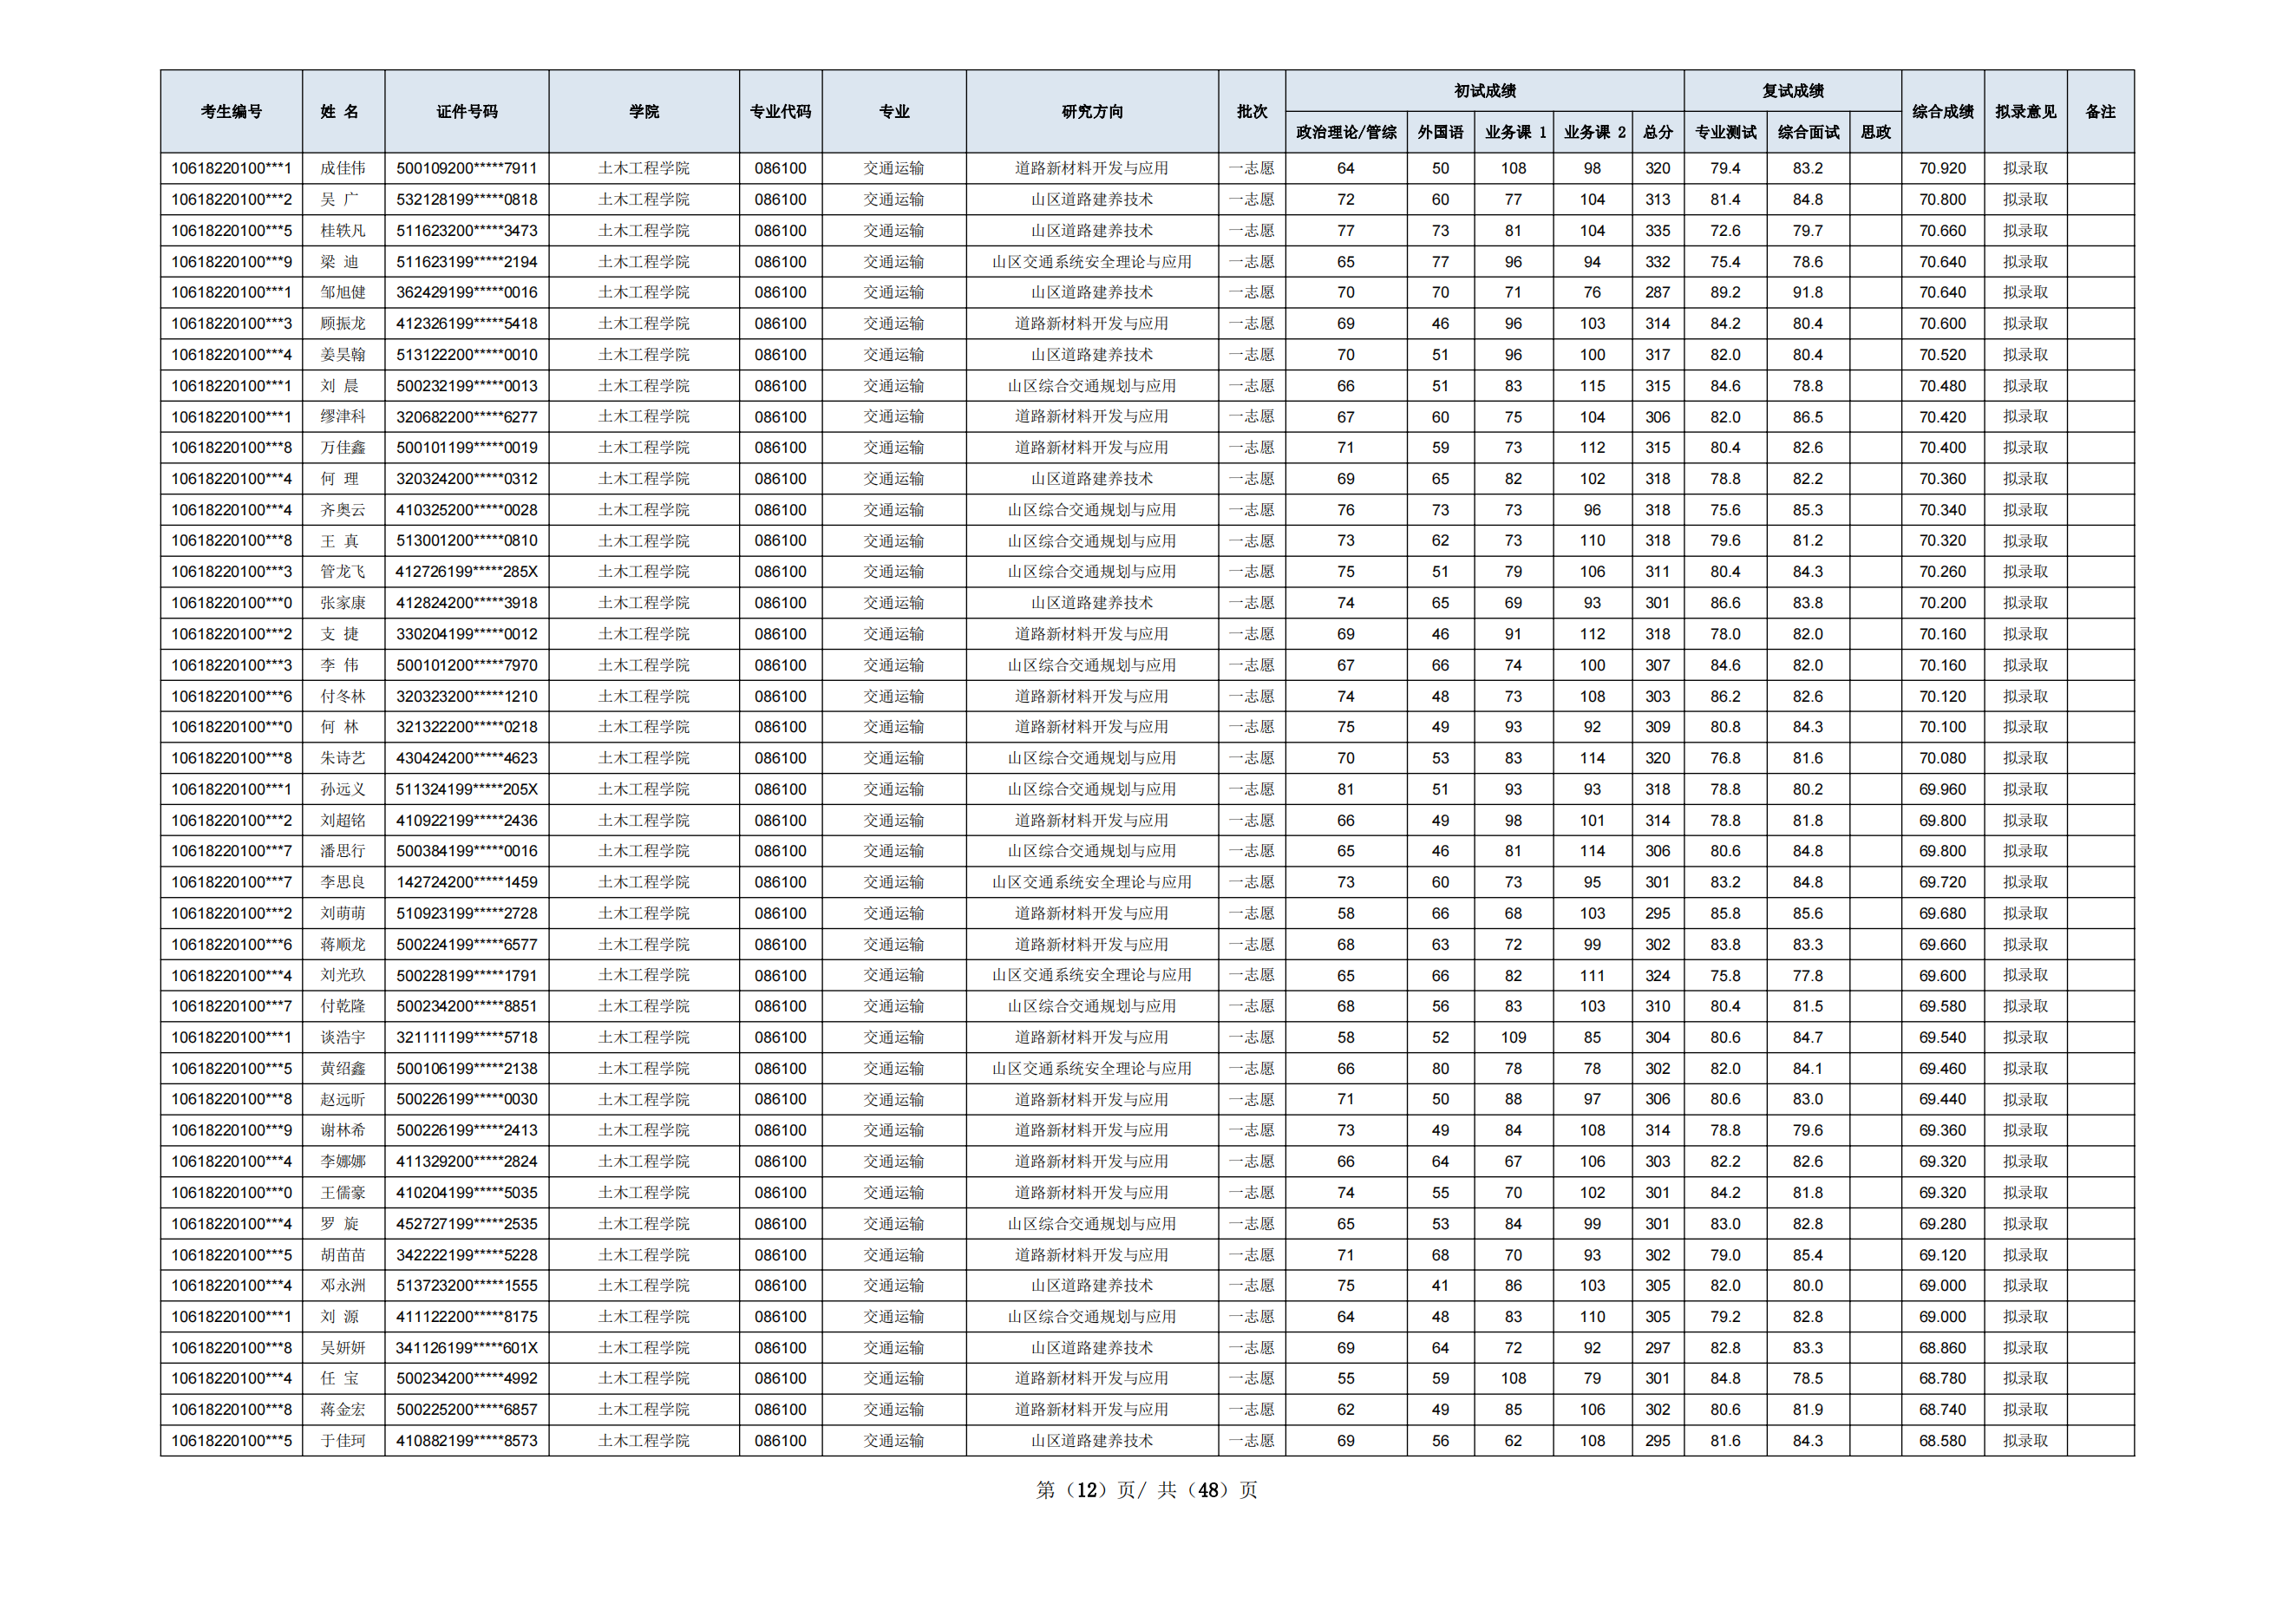 考生编号 姓 名 证件号码 学院 专业代码 专业 研究方向 批次 初试成绩 复试成绩 综合成绩 拟录意见 备注
政治理论/管综 外国语 业务课 1 业务课 2 总分 专业测试 综合面试 思政
10618220100***1 成佳伟 500109200*****7911 土木工程学院 086100 交通运输 道路新材料开发与应用 一志愿 64 50 108 98 320 79.4 83.2 70.920 拟录取
10618220100***2 吴 广 532128199*****0818 土木工程学院 086100 交通运输 山区道路建养技术 一志愿 72 60 77 104 313 81.4 84.8 70.800 拟录取
10618220100***5 桂轶凡 511623200*****3473 土木工程学院 086100 交通运输 山区道路建养技术 一志愿 77 73 81 104 335 72.6 79.7 70.660 拟录取
10618220100***9 梁 迪 511623199*****2194 土木工程学院 086100 交通运输 山区交通系统安全理论与应用 一志愿 65 77 96 94 332 75.4 78.6 70.640 拟录取
10618220100***1 邹旭健 362429199*****0016 土木工程学院 086100 交通运输 山区道路建养技术 一志愿 70 70 71 76 287 89.2 91.8 70.640 拟录取
10618220100***3 顾振龙 412326199*****5418 土木工程学院 086100 交通运输 道路新材料开发与应用 一志愿 69 46 96 103 314 84.2 80.4 70.600 拟录取
10618220100***4 姜昊翰 513122200*****0010 土木工程学院 086100 交通运输 山区道路建养技术 一志愿 70 51 96 100 317 82.0 80.4 70.520 拟录取
10618220100***1 刘 晨 500232199*****0013 土木工程学院 086100 交通运输 山区综合交通规划与应用 一志愿 66 51 83 115 315 84.6 78.8 70.480 拟录取
10618220100***1 缪津科 320682200*****6277 土木工程学院 086100 交通运输 道路新材料开发与应用 一志愿 67 60 75 104 306 82.0 86.5 70.420 拟录取
10618220100***8 万佳鑫 500101199*****0019 土木工程学院 086100 交通运输 道路新材料开发与应用 一志愿 71 59 73 112 315 80.4 82.6 70.400 拟录取
10618220100***4 何 理 320324200*****0312 土木工程学院 086100 交通运输 山区道路建养技术 一志愿 69 65 82 102 318 78.8 82.2 70.360 拟录取
10618220100***4 齐奥云 410325200*****0028 土木工程学院 086100 交通运输 山区综合交通规划与应用 一志愿 76 73 73 96 318 75.6 85.3 70.340 拟录取
10618220100***8 王 真 513001200*****0810 土木工程学院 086100 交通运输 山区综合交通规划与应用 一志愿 73 62 73 110 318 79.6 81.2 70.320 拟录取
10618220100***3 管龙飞 412726199*****285X 土木工程学院 086100 交通运输 山区综合交通规划与应用 一志愿 75 51 79 106 311 80.4 84.3 70.260 拟录取
10618220100***0 张家康 412824200*****3918 土木工程学院 086100 交通运输 山区道路建养技术 一志愿 74 65 69 93 301 86.6 83.8 70.200 拟录取
10618220100***2 支 捷 330204199*****0012 土木工程学院 086100 交通运输 道路新材料开发与应用 一志愿 69 46 91 112 318 78.0 82.0 70.160 拟录取
10618220100***3 李 伟 500101200*****7970 土木工程学院 086100 交通运输 山区综合交通规划与应用 一志愿 67 66 74 100 307 84.6 82.0 70.160 拟录取
10618220100***6 付冬林 320323200*****1210 土木工程学院 086100 交通运输 道路新材料开发与应用 一志愿 74 48 73 108 303 86.2 82.6 70.120 拟录取
10618220100***0 何 林 321322200*****0218 土木工程学院 086100 交通运输 道路新材料开发与应用 一志愿 75 49 93 92 309 80.8 84.3 70.100 拟录取
10618220100***8 朱诗艺 430424200*****4623 土木工程学院 086100 交通运输 山区综合交通规划与应用 一志愿 70 53 83 114 320 76.8 81.6 70.080 拟录取
10618220100***1 孙远义 511324199*****205X 土木工程学院 086100 交通运输 山区综合交通规划与应用 一志愿 81 51 93 93 318 78.8 80.2 69.960 拟录取
10618220100***2 刘超铭 410922199*****2436 土木工程学院 086100 交通运输 道路新材料开发与应用 一志愿 66 49 98 101 314 78.8 81.8 69.800 拟录取
10618220100***7 潘思行 500384199*****0016 土木工程学院 086100 交通运输 山区综合交通规划与应用 一志愿 65 46 81 114 306 80.6 84.8 69.800 拟录取
10618220100***7 李思良 142724200*****1459 土木工程学院 086100 交通运输 山区交通系统安全理论与应用 一志愿 73 60 73 95 301 83.2 84.8 69.720 拟录取
10618220100***2 刘萌萌 510923199*****2728 土木工程学院 086100 交通运输 道路新材料开发与应用 一志愿 58 66 68 103 295 85.8 85.6 69.680 拟录取
10618220100***6 蒋顺龙 500224199*****6577 土木工程学院 086100 交通运输 道路新材料开发与应用 一志愿 68 63 72 99 302 83.8 83.3 69.660 拟录取
10618220100***4 刘光玖 500228199*****1791 土木工程学院 086100 交通运输 山区交通系统安全理论与应用 一志愿 65 66 82 111 324 75.8 77.8 69.600 拟录取
10618220100***7 付乾隆 500234200*****8851 土木工程学院 086100 交通运输 山区综合交通规划与应用 一志愿 68 56 83 103 310 80.4 81.5 69.580 拟录取
10618220100***1 谈浩宇 321111199*****5718 土木工程学院 086100 交通运输 道路新材料开发与应用 一志愿 58 52 109 85 304 80.6 84.7 69.540 拟录取
10618220100***5 黄绍鑫 500106199*****2138 土木工程学院 086100 交通运输 山区交通系统安全理论与应用 一志愿 66 80 78 78 302 82.0 84.1 69.460 拟录取
10618220100***8 赵远昕 500226199*****0030 土木工程学院 086100 交通运输 道路新材料开发与应用 一志愿 71 50 88 97 306 80.6 83.0 69.440 拟录取
10618220100***9 谢林希 500226199*****2413 土木工程学院 086100 交通运输 道路新材料开发与应用 一志愿 73 49 84 108 314 78.8 79.6 69.360 拟录取
10618220100***4 李娜娜 411329200*****2824 土木工程学院 086100 交通运输 道路新材料开发与应用 一志愿 66 64 67 106 303 82.2 82.6 69.320 拟录取
10618220100***0 王儒豪 410204199*****5035 土木工程学院 086100 交通运输 道路新材料开发与应用 一志愿 74 55 70 102 301 84.2 81.8 69.320 拟录取
10618220100***4 罗 旋 452727199*****2535 土木工程学院 086100 交通运输 山区综合交通规划与应用 一志愿 65 53 84 99 301 83.0 82.8 69.280 拟录取
10618220100***5 胡苗苗 342222199*****5228 土木工程学院 086100 交通运输 道路新材料开发与应用 一志愿 71 68 70 93 302 79.0 85.4 69.120 拟录取
10618220100***4 邓永洲 513723200*****1555 土木工程学院 086100 交通运输 山区道路建养技术 一志愿 75 41 86 103 305 82.0 80.0 69.000 拟录取
10618220100***1 刘 源 411122200*****8175 土木工程学院 086100 交通运输 山区综合交通规划与应用 一志愿 64 48 83 110 305 79.2 82.8 69.000 拟录取
10618220100***8 吴妍妍 341126199*****601X 土木工程学院 086100 交通运输 山区道路建养技术 一志愿 69 64 72 92 297 82.8 83.3 68.860 拟录取
10618220100***4 任 宝 500234200*****4992 土木工程学院 086100 交通运输 道路新材料开发与应用 一志愿 55 59 108 79 301 84.8 78.5 68.780 拟录取
10618220100***8 蒋金宏 500225200*****6857 土木工程学院 086100 交通运输 道路新材料开发与应用 一志愿 62 49 85 106 302 80.6 81.9 68.740 拟录取
10618220100***5 于佳珂 410882199*****8573 土木工程学院 086100 交通运输 山区道路建养技术 一志愿 69 56 62 108 295 81.6 84.3 68.580 拟录取
第（12）页/ 共（48）页